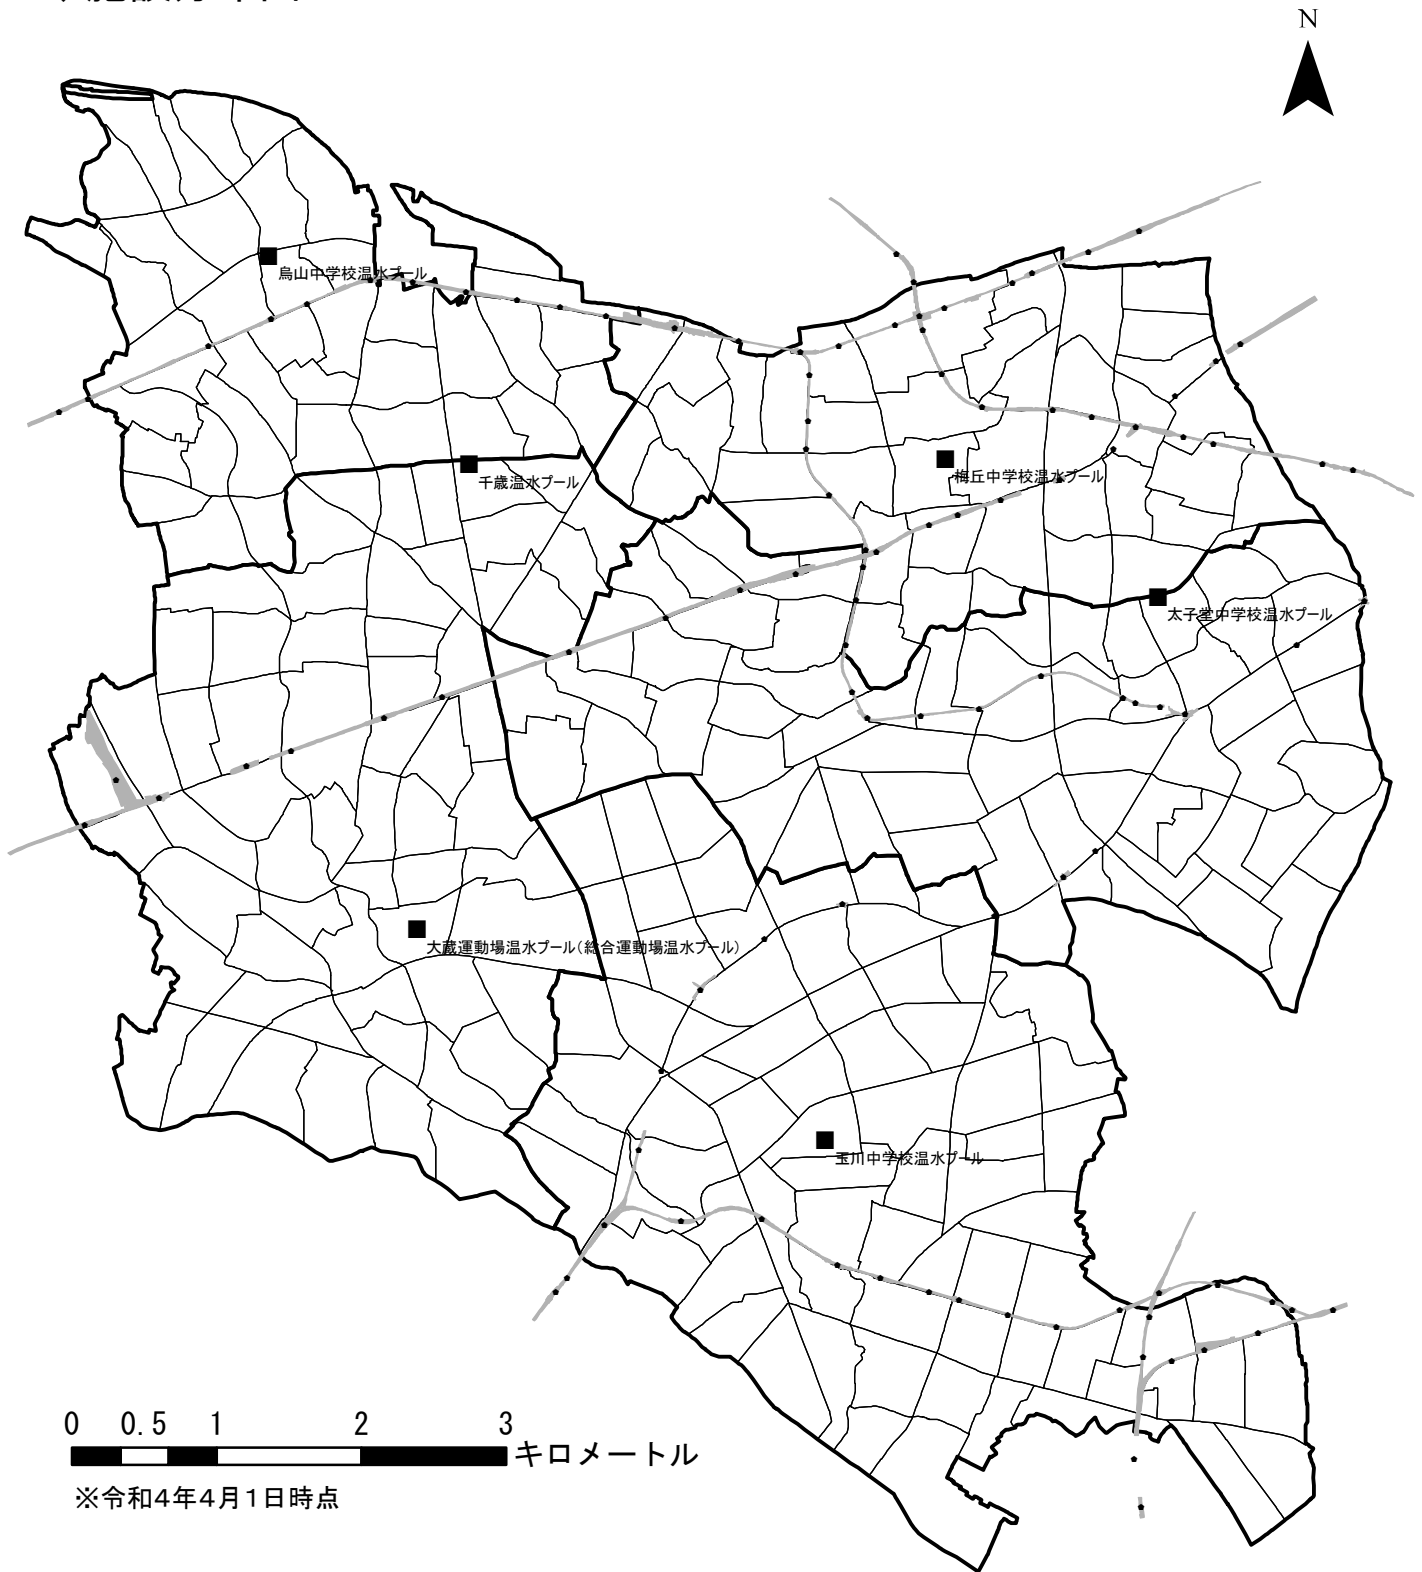 N
烏山中学校温水プール
千歳温水プール
梅丘中学校温水プール
太子堂中学校温水プール
大蔵運動場温水プール(総合運動場温水プール)
玉川中学校温水プール
0 0.5 1 2 3
キロメートル
※令和4年4月1日時点